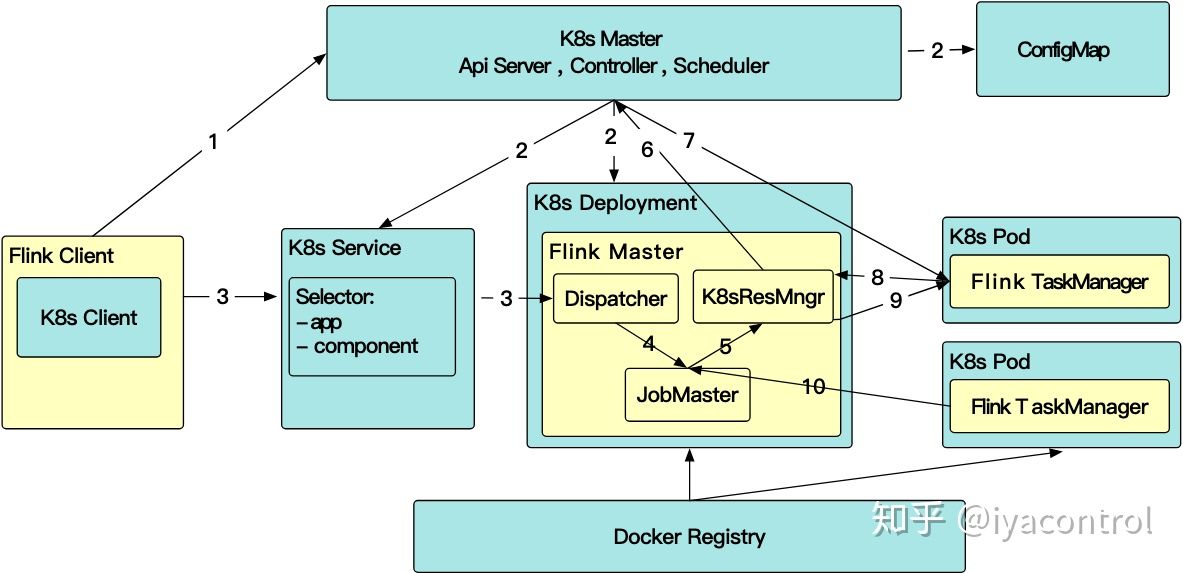 K8s Master
Api Server , Controller , Scheduler
2
ConfigMap
1
2
2
6
7
K8s Deployment
Flink Master
Dispatcher
K8sResMngr
4
5
JobMaster
Flink Client
K8s Client
3
K8s Service
Selector:
-app
- component
3
8
9
10
K8s Pod
Flink TaskManager
K8s Pod
Flink TaskManager
Docker Registry
知乎 @iyacontrol